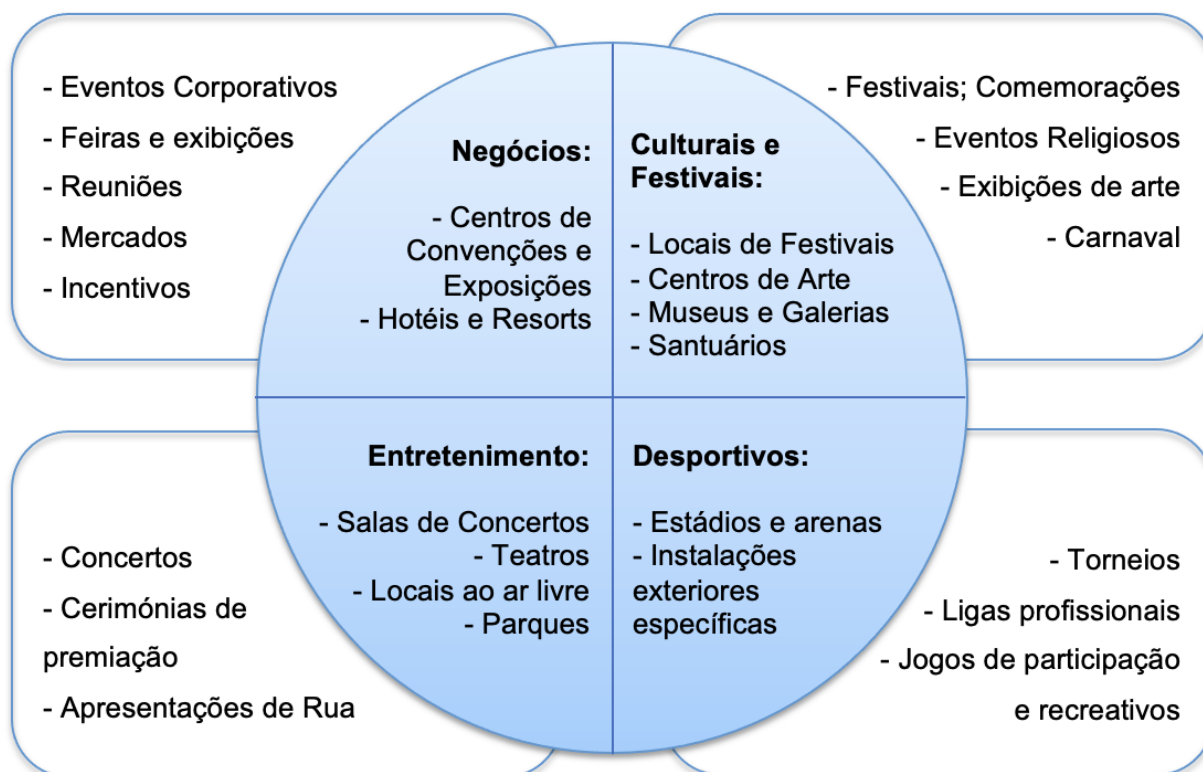 - Eventos Corporativos
- Feiras e exibições
- Reuniões
- Mercados
- Incentivos
Negócios:
- Centros de
Convenções e
Exposições
- Hotéis e Resorts
Culturais e
Festivais:
- Locais de Festivais
- Centros de Arte
- Museus e Galerias
- Santuários
- Festivais; Comemorações
- Eventos Religiosos
- Exibições de arte
- Carnaval
- Concertos
- Cerimónias de
premiação
- Apresentações de Rua
Entretenimento:
- Salas de Concertos
- Teatros
- Locais ao ar livre
- Parques
Desportivos:
- Estádios e arenas
- Instalações
exteriores
específicas
- Torneios
- Ligas profissionais
- Jogos de participação
e recreativos